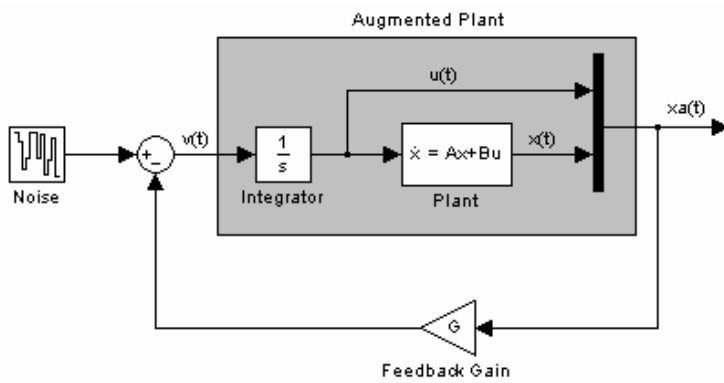 Augmented Plant
u(t)
xa(t)
v(t)
+
−
1
s
ẋ = Ax+Bu
x(t)
Noise
Integrator
Plant
G
Feedback Gain